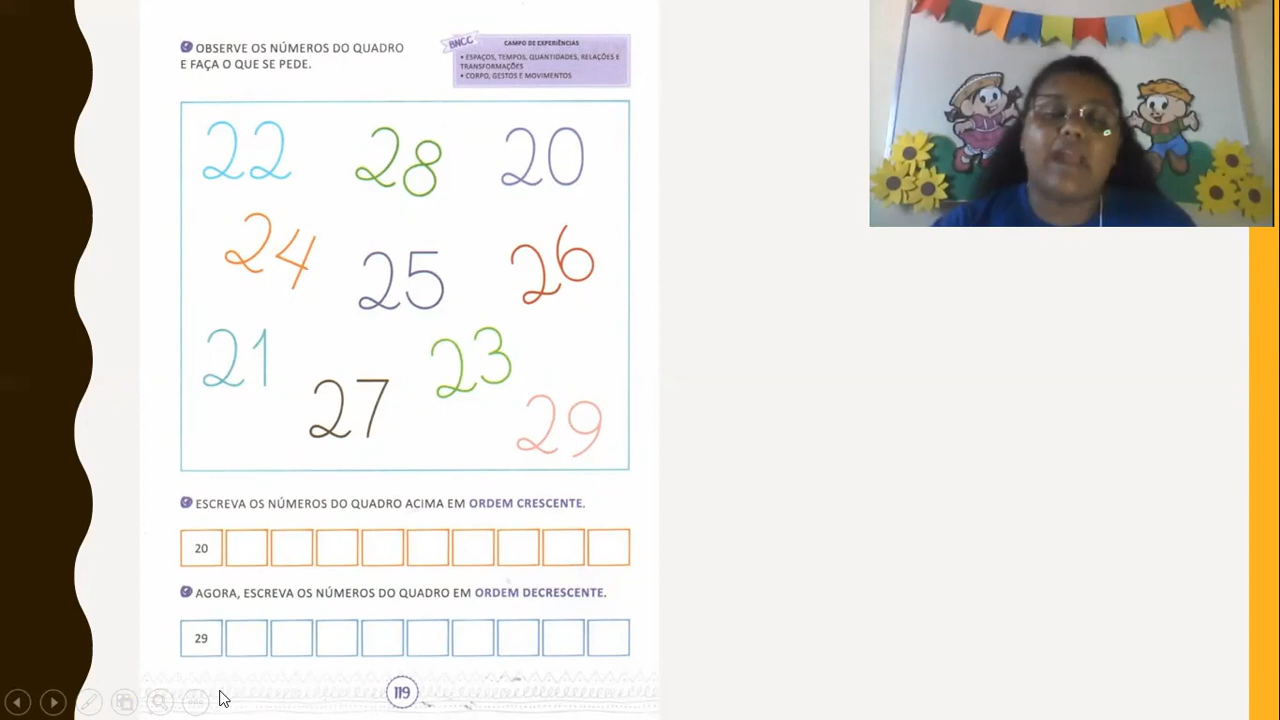 OBSERVE OS NÚMEROS DO QUADRO
E FAÇA O QUE SE PEDE.
BNCC
CAMPO DE EXPERIÊNCIAS
• ESPAÇOS, TEMPOS, QUANTIDADES, RELAÇÕES E
TRANSFORMAÇÕES
• CORPO, GESTOS E MOVIMENTOS
22 28 20
24 25 26
21 27 23 29
ESCREVA OS NÚMEROS DO QUADRO ACIMA EM ORDEM CRESCENTE.
20
AGORA, ESCREVA OS NÚMEROS DO QUADRO EM ORDEM DECRESCENTE.
29
119